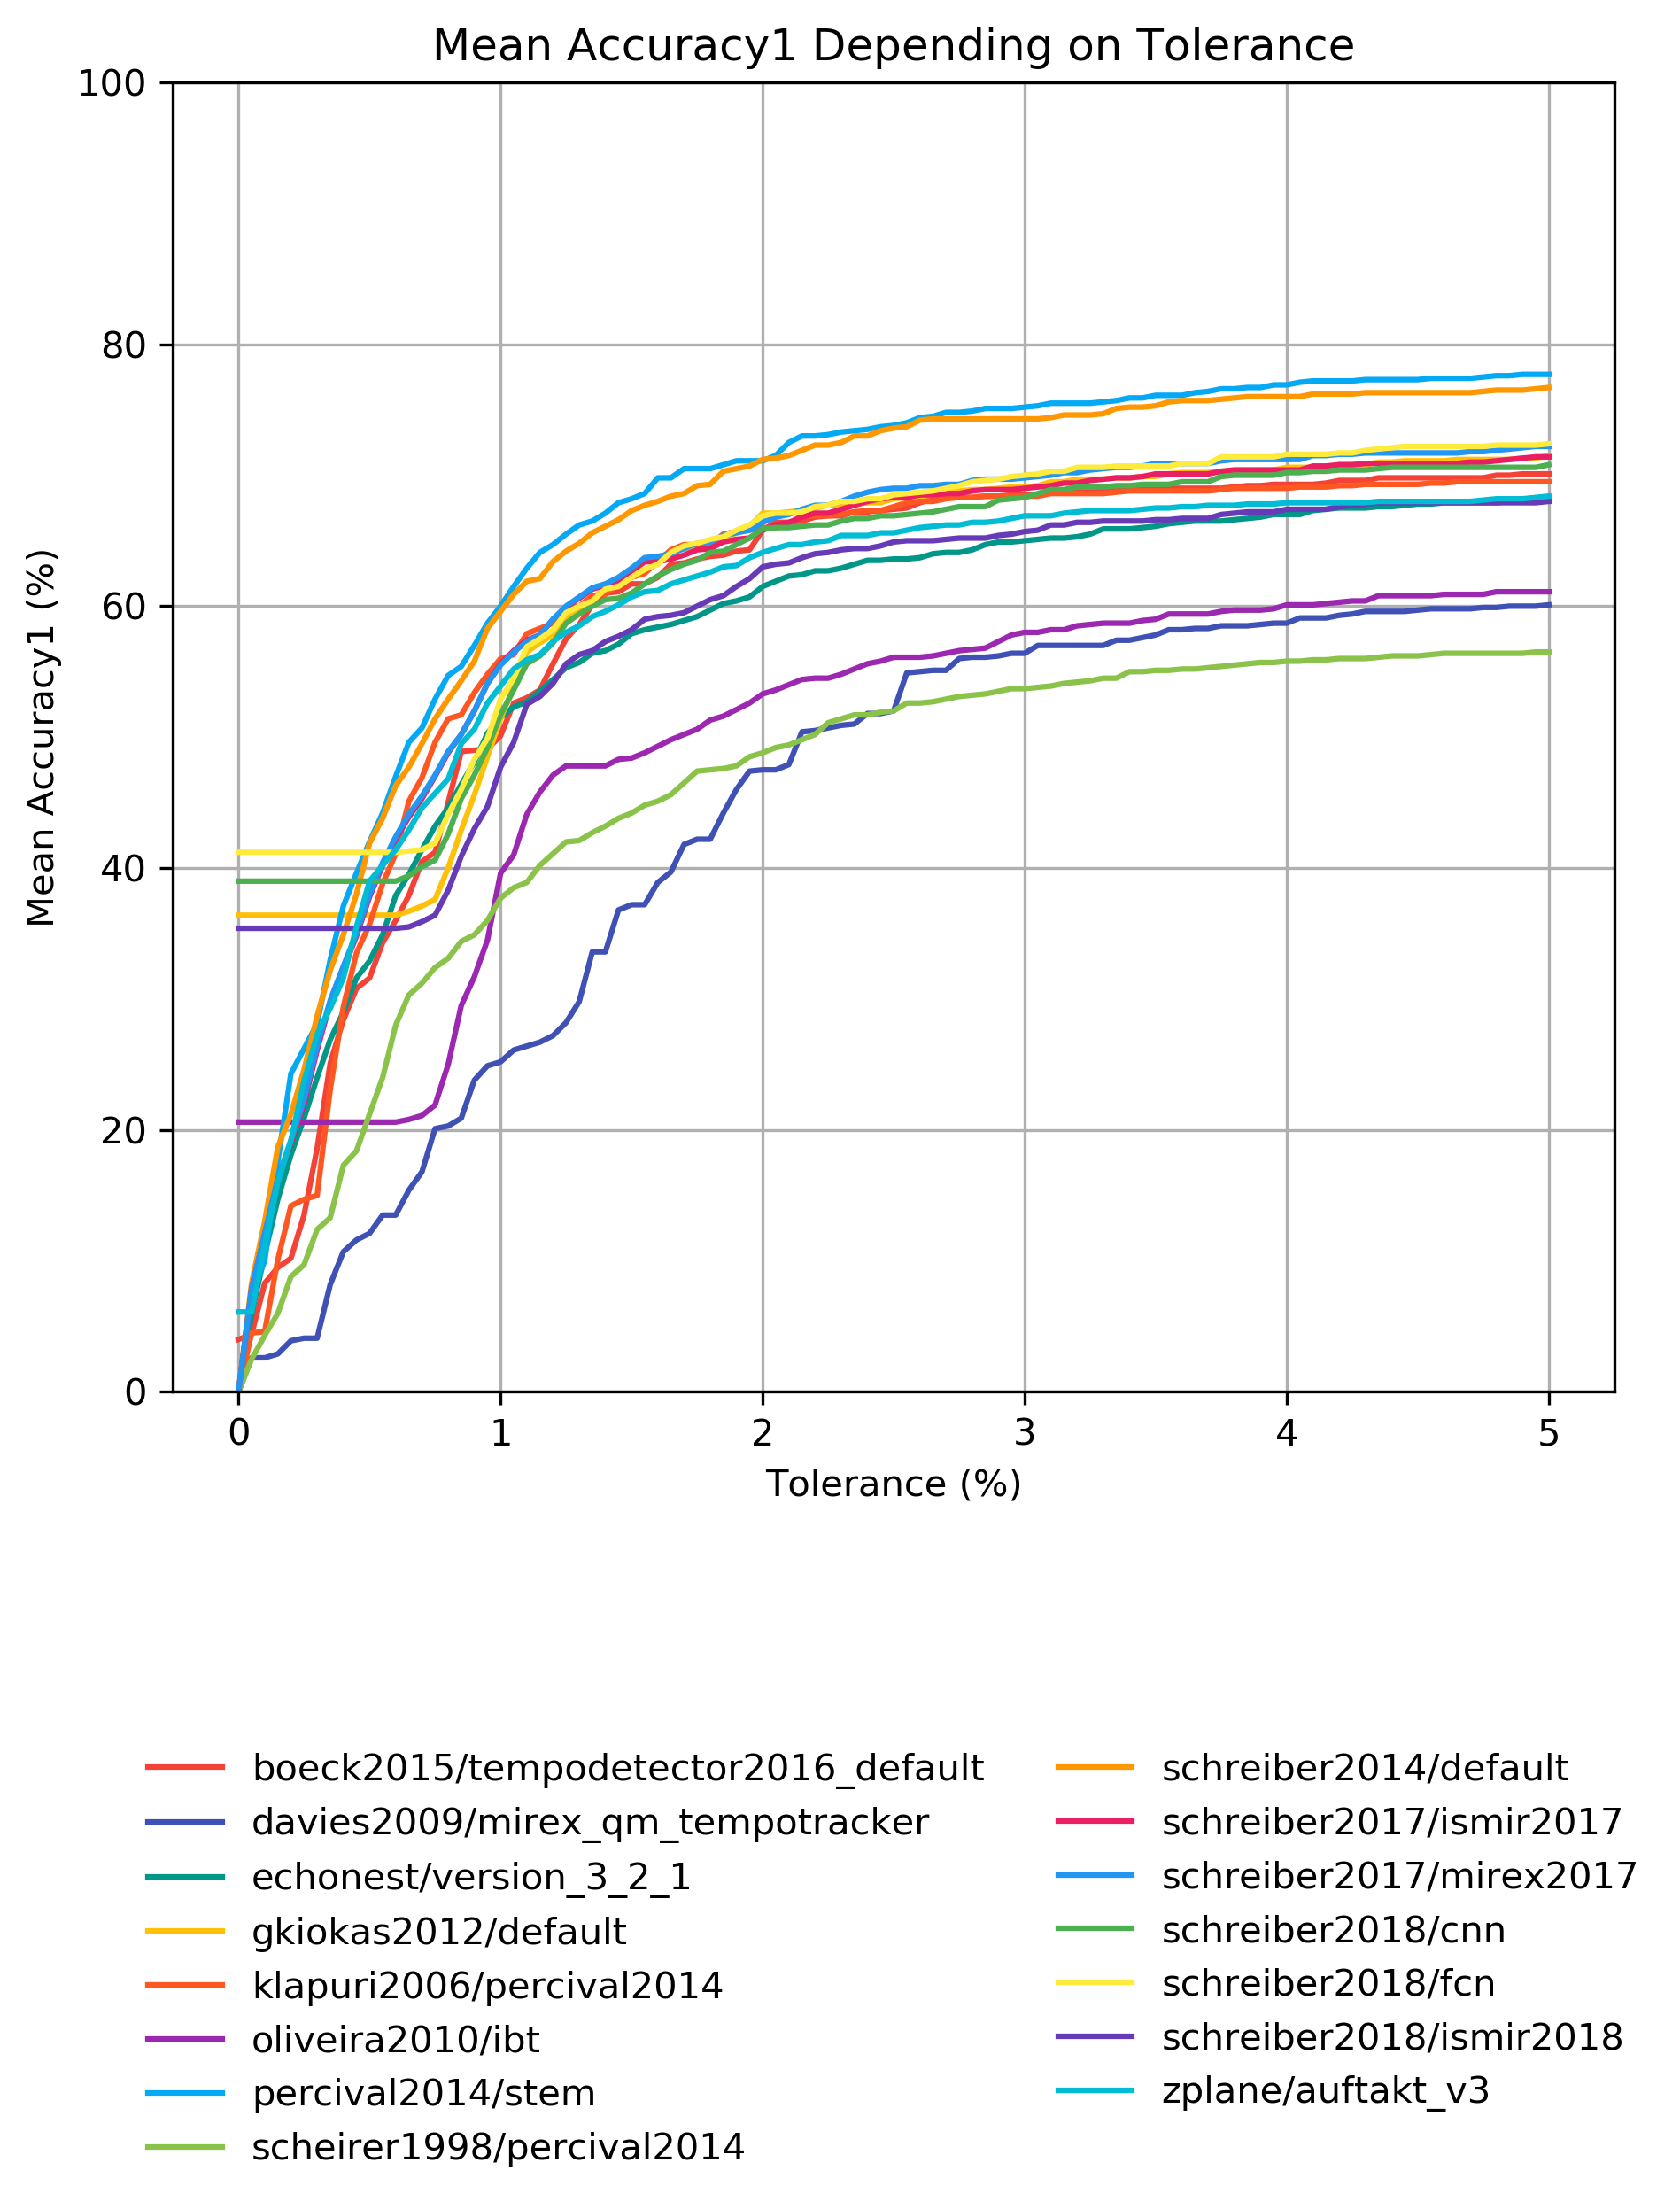 Mean Accuracy1 Depending on Tolerance
100
80
60
40
20
0
Mean Accuracy1 (%)
0 1 2 3 4 5
Tolerance (%)
boeck2015/tempodetector2016_default
davies2009/mirex_qm_tempotracker
echonest/version_3_2_1
gkiokas2012/default
klapuri2006/percival2014
oliveira2010/ibt
percival2014/stem
scheirer1998/percival2014
schreiber2014/default
schreiber2017/ismir2017
schreiber2017/mirex2017
schreiber2018/cnn
schreiber2018/fcn
schreiber2018/ismir2018
zplane/auftakt_v3